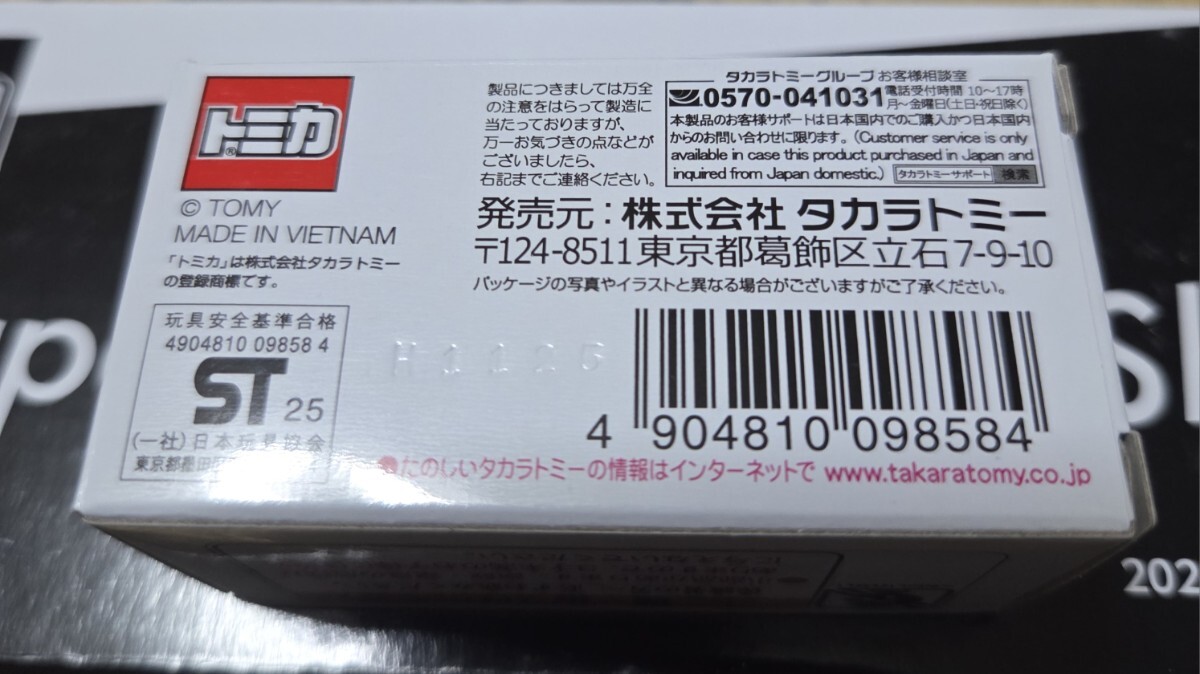 トミカ®
© TOMY
MADE IN VIETNAM
「トミカ」は株式会社タカラトミー
の登録商標です。
玩具安全基準合格
4904810 09858 4
ST 25
(一社)日本玩具協会
東京都墨田区
製品につきましては万全
の注意をはらって製造に
当たっておりますが、
万一お気づきの点などが
ございましたら、
右記までご連絡ください。
タカラトミーグループ お客様相談室
0570-041031 電話受付時間 10〜17時
月〜金曜日(土日・祝日除く)
本製品のお客様サポートは日本国内でのご購入かつ日本国内
からのお問い合わせに限ります。(Customer service is only
available in case this product purchased in Japan and
inquired from Japan domestic.) タカラトミーサポート 検索
発売元:株式会社 タカラトミー
〒124-8511 東京都葛飾区立石7-9-10
パッケージの写真やイラストと異なる場合がございますがご了承ください。
H1125
4 904810 098584
●たのしいタカラトミーの情報はインターネットで www.takaratomy.co.jp
202